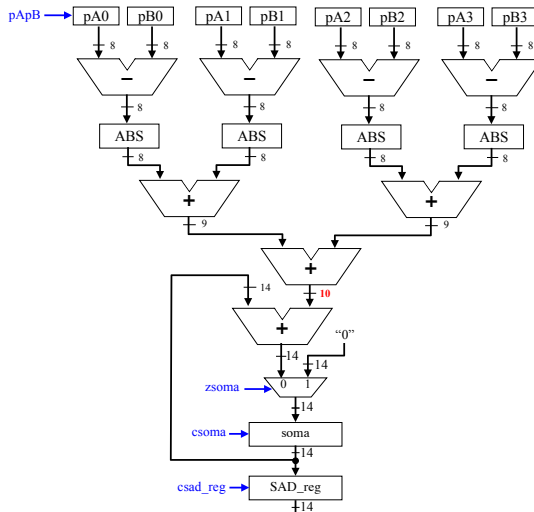 pApB
pA0 pB0 pA1 pB1 pA2 pB2 pA3 pB3
8 8 8 8 8 8 8 8
− − − −
8 8 8 8
ABS ABS ABS ABS
8 8 8 8
+ +
9 9
+
14 10
+
“0”
14 14
zsoma 0 1
14
csoma soma
14
csad_reg SAD_reg
14